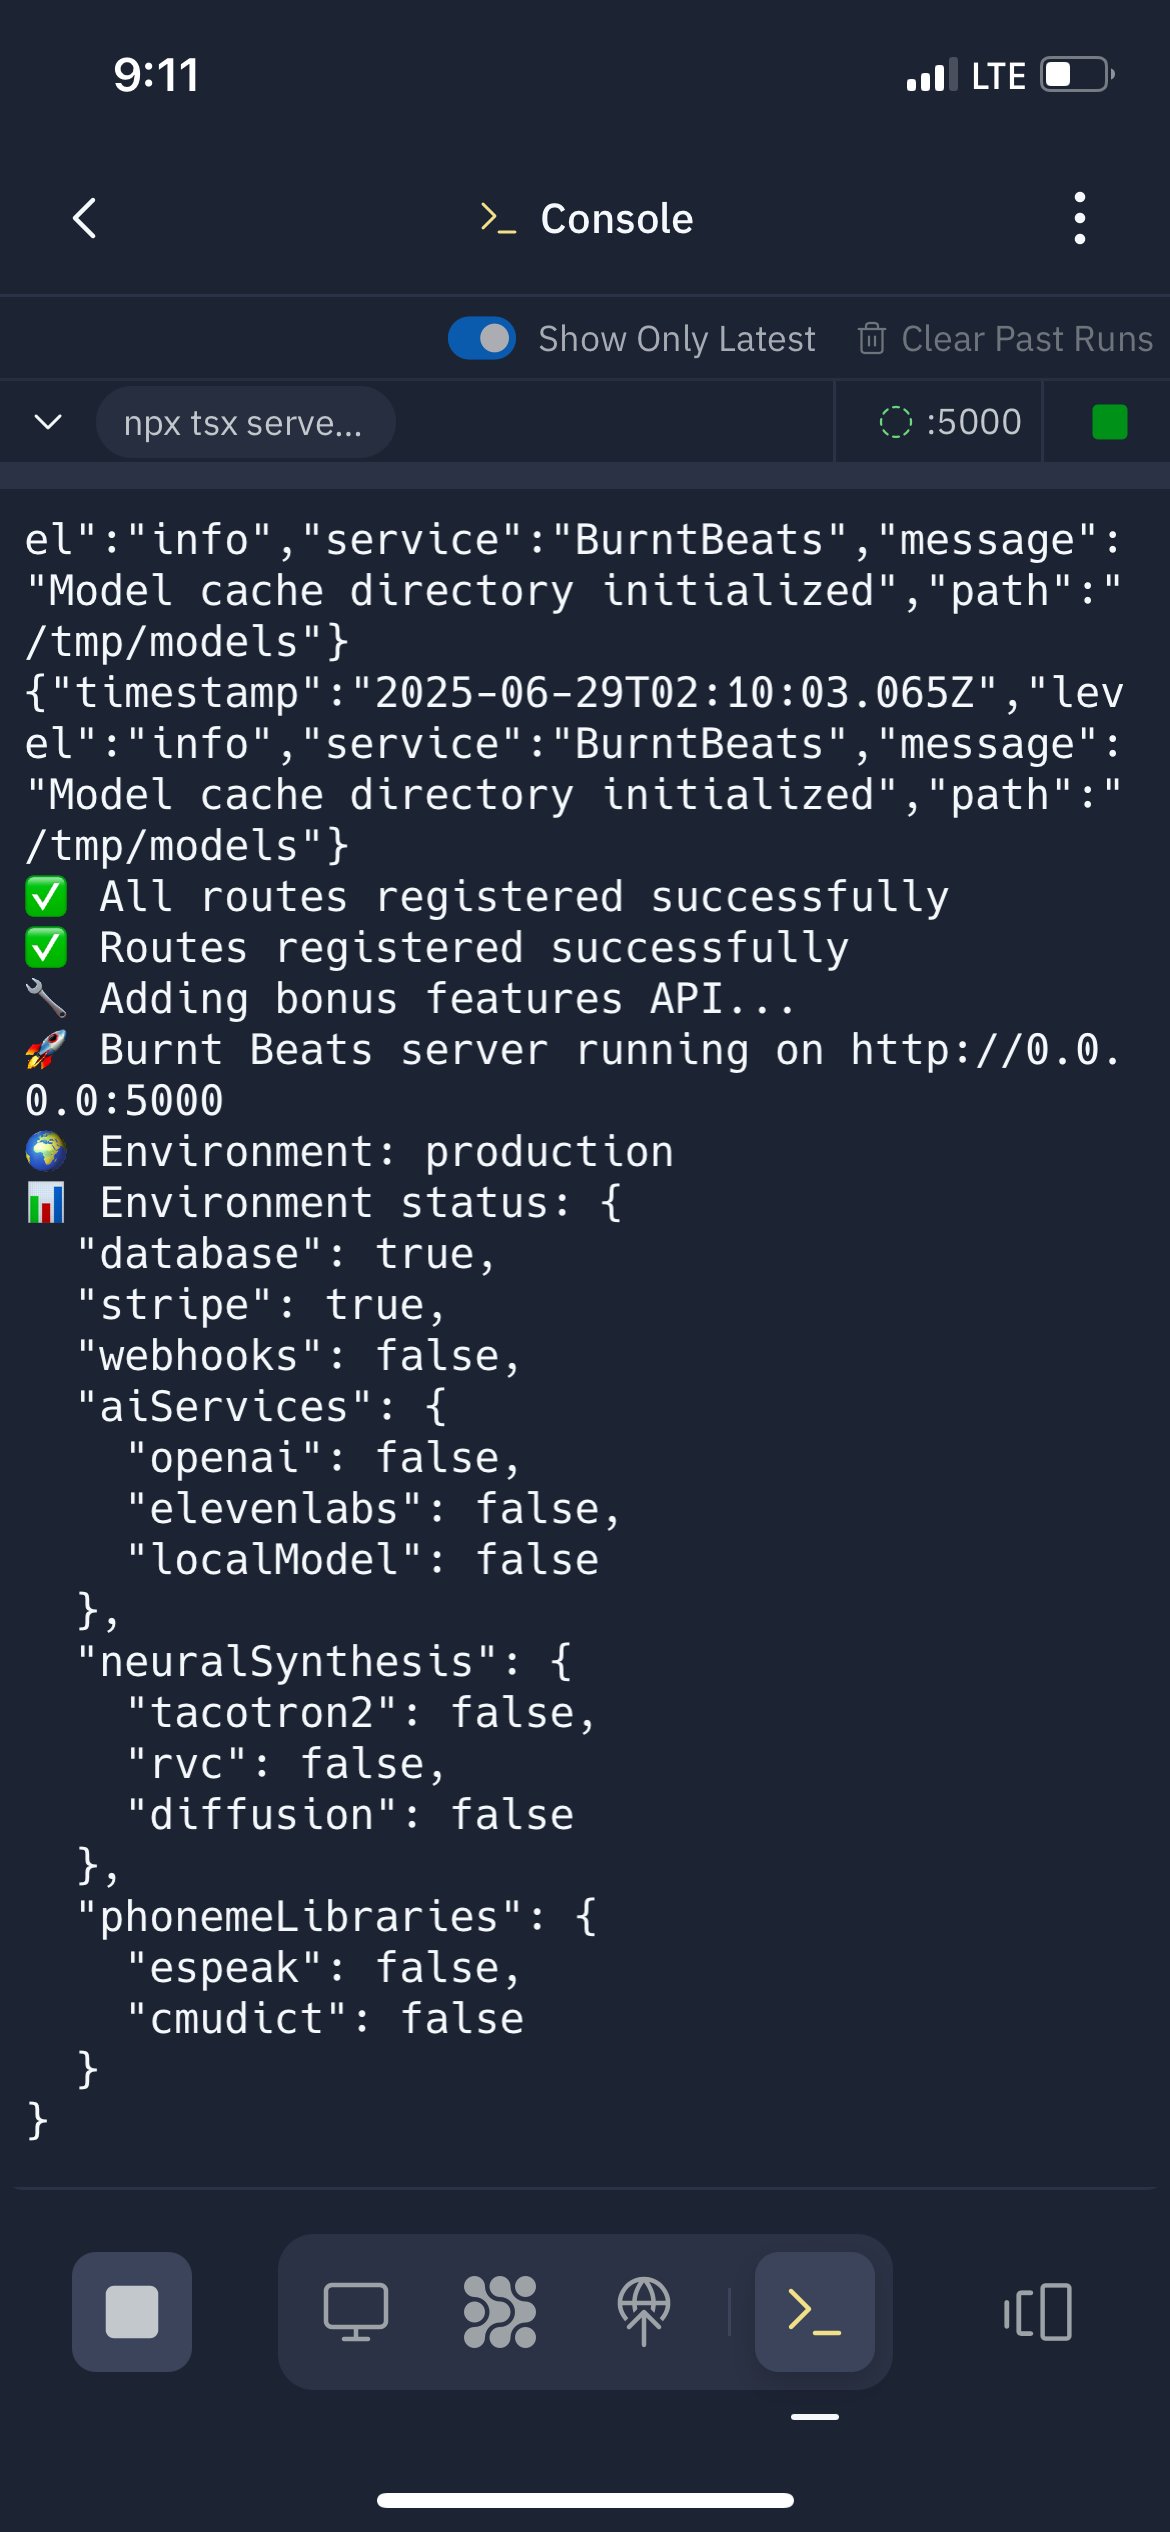 9:11
LTE
Console
Show Only Latest
Clear Past Runs
npx tsx serve...
:5000
el":"info","service":"BurntBeats","message":
"Model cache directory initialized","path":"
/tmp/models"}
{"timestamp":"2025-06-29T02:10:03.065Z","lev
el":"info","service":"BurntBeats","message":
"Model cache directory initialized","path":"
/tmp/models"}
✅ All routes registered successfully
✅ Routes registered successfully
🔧 Adding bonus features API...
🚀 Burnt Beats server running on http://0.0.
0.0:5000
🌍 Environment: production
📊 Environment status: {
  "database": true,
  "stripe": true,
  "webhooks": false,
  "aiServices": {
    "openai": false,
    "elevenlabs": false,
    "localModel": false
  },
  "neuralSynthesis": {
    "tacotron2": false,
    "rvc": false,
    "diffusion": false
  },
  "phonemeLibraries": {
    "espeak": false,
    "cmudict": false
  }
}